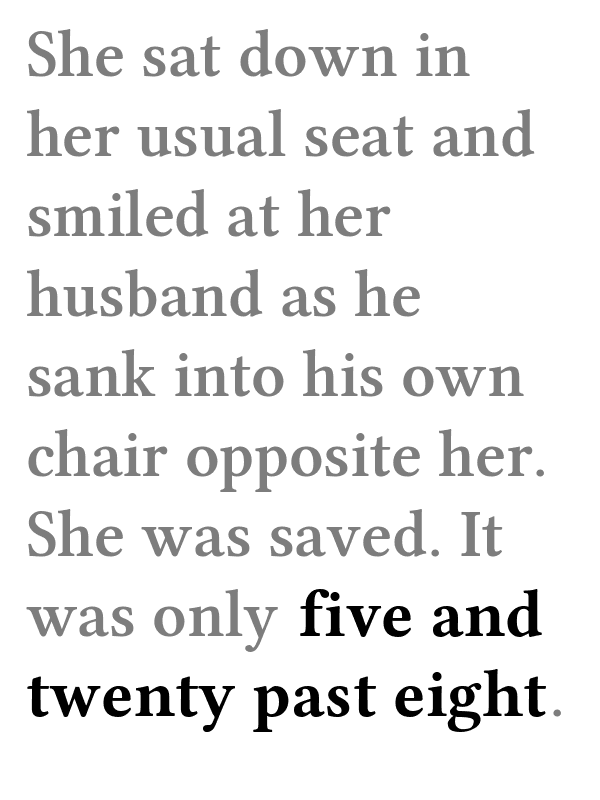 She sat down in
her usual seat and
smiled at her
husband as he
sank into his own
chair opposite her.
She was saved. It
was only five and
twenty past eight.